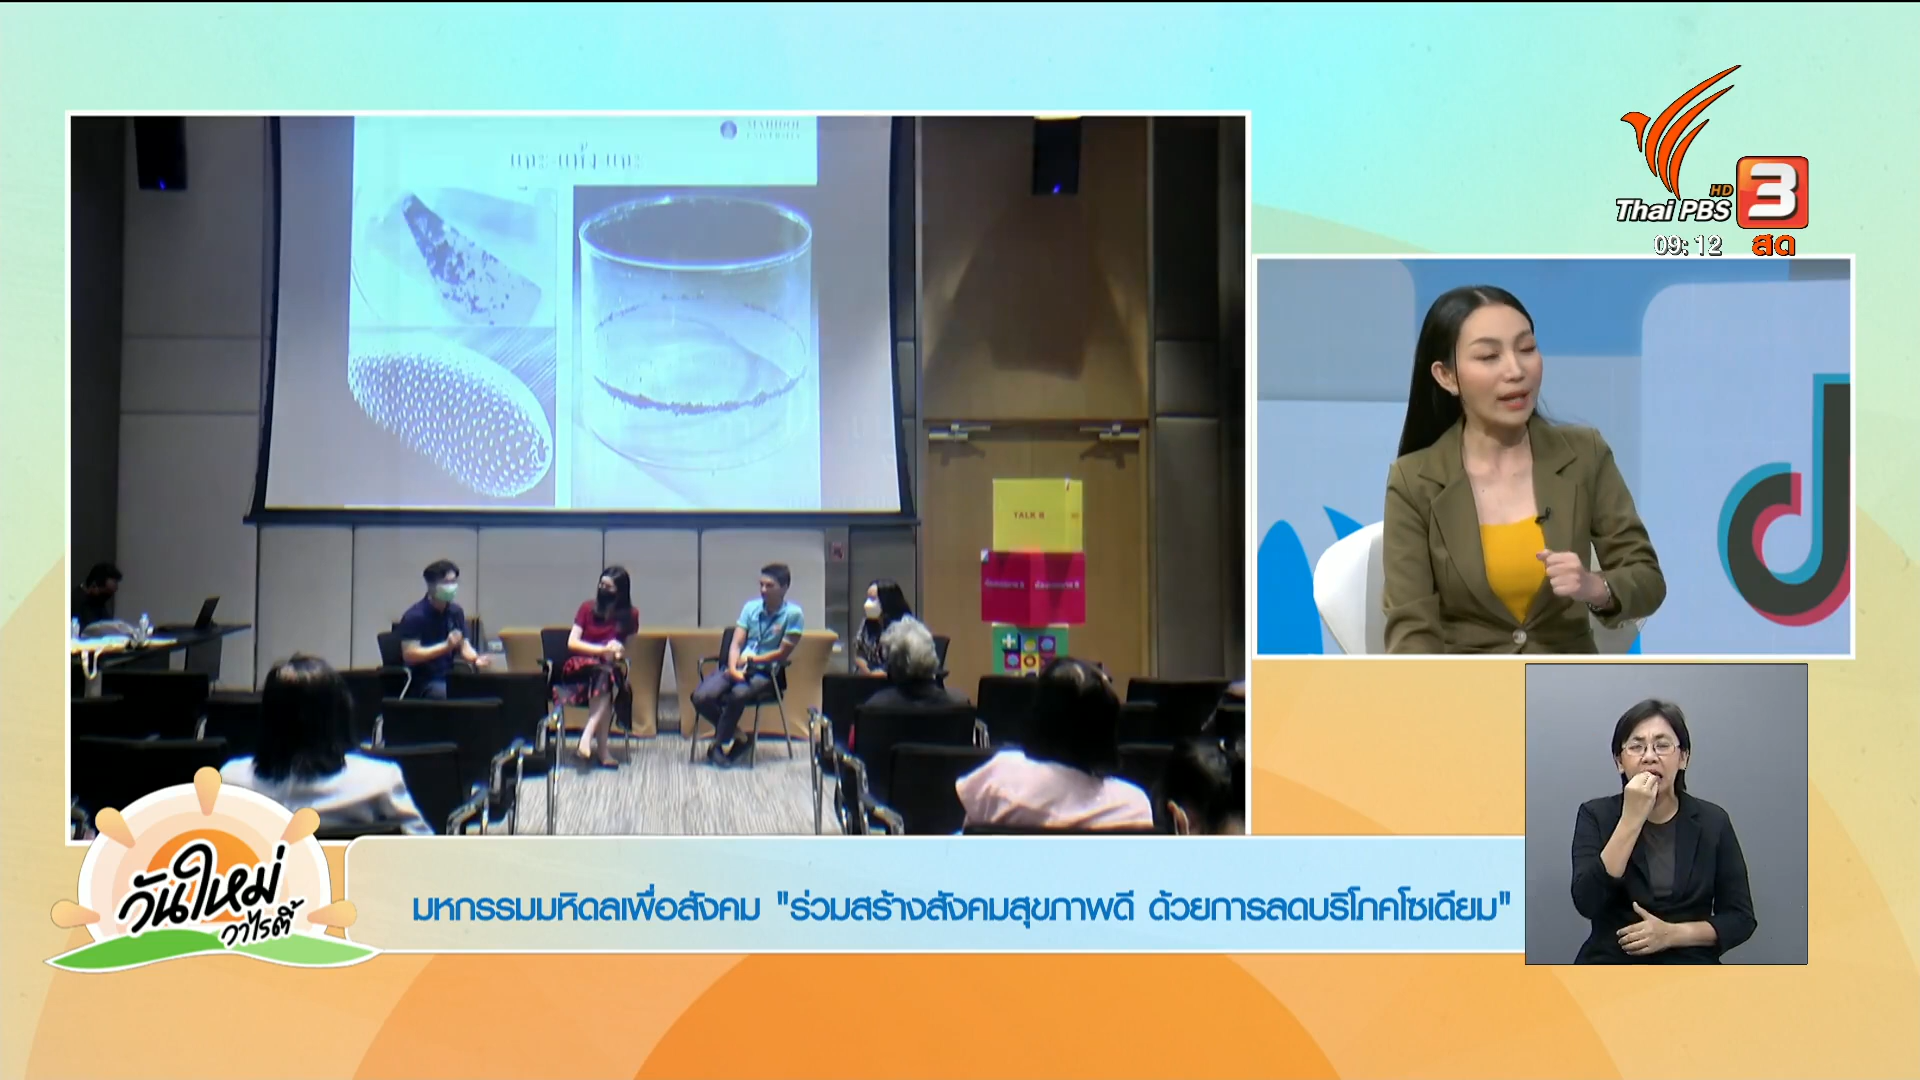 MAHIDOL
UNIVERSITY
HD
Thai PBS 3
09:12 สด
TALK B
วันใหม่
วาไรตี้
มหกรรมมหิดลเพื่อสังคม "ร่วมสร้างสังคมสุขภาพดี ด้วยการลดบริโภคโซเดียม"